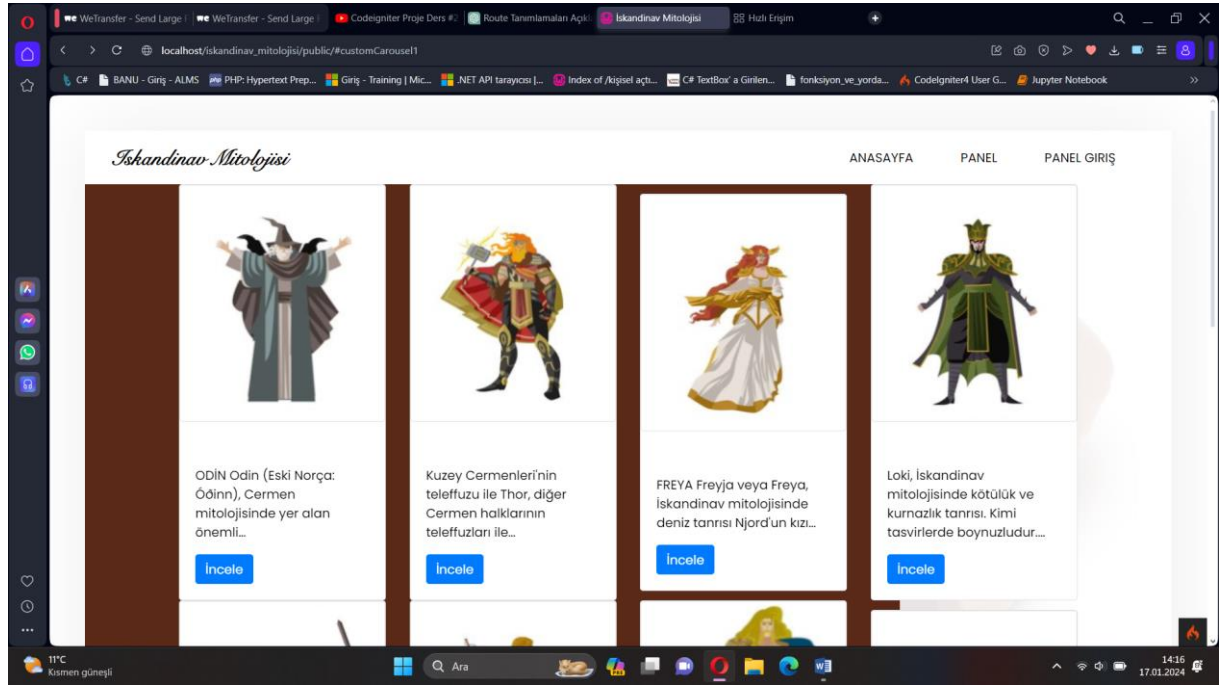 WeTransfer - Send Large F
WeTransfer - Send Large F
Codeigniter Proje Ders #2
Route Tanımlamaları Açıkl
İskandinav Mitolojisi
Hızlı Erişim
localhost/iskandinav_mitolojisi/public/#customCarousel1
C#
BANU - Giriş - ALMS
PHP: Hypertext Prep...
Giriş - Training | Mic...
.NET API tarayıcısı |...
Index of /kişisel açtı...
C# TextBox' a Girilen...
fonksiyon_ve_yorda...
CodeIgniter4 User G...
Jupyter Notebook
Iskandinav Mitolojisi
ANASAYFA
PANEL
PANEL GIRIŞ
ODİN Odin (Eski Norça:
Óðinn), Cermen
mitolojisinde yer alan
önemli...
İncele
Kuzey Cermenleri'nin
teleffuzu ile Thor, diğer
Cermen halklarının
teleffuzları ile...
İncele
FREYA Freyja veya Freya,
İskandinav mitolojisinde
deniz tanrısı Njord'un kızı...
İncele
Loki, İskandinav
mitolojisinde kötülük ve
kurnazlık tanrısı. Kimi
tasvirlerde boynuzludur....
İncele
11°C
Kısmen güneşli
Ara
14:16
17.01.2024